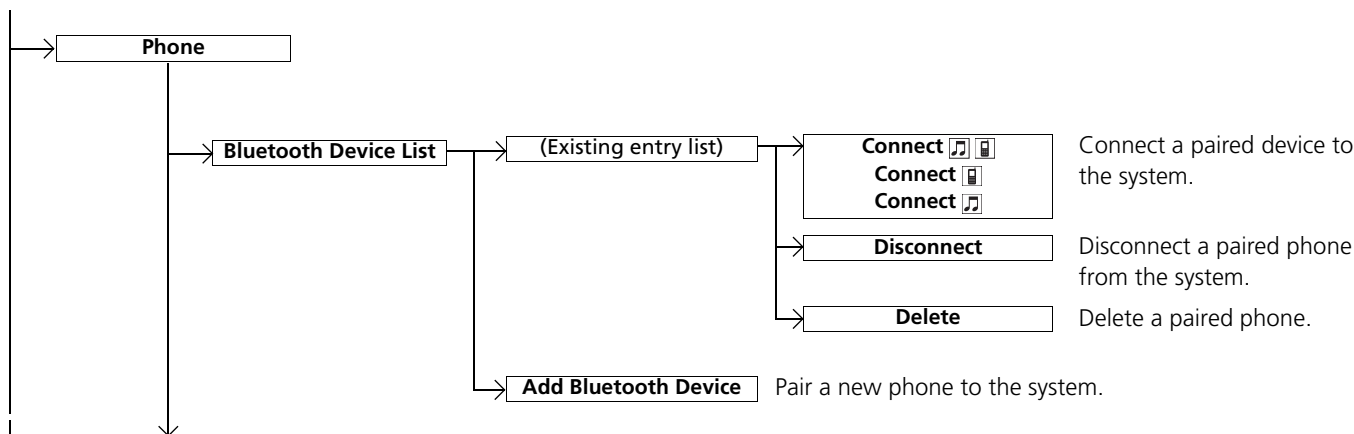 Phone
Bluetooth Device List
(Existing entry list)
Connect
Connect
Connect
Connect a paired device to
the system.
Disconnect
Disconnect a paired phone
from the system.
Delete
Delete a paired phone.
Add Bluetooth Device
Pair a new phone to the system.